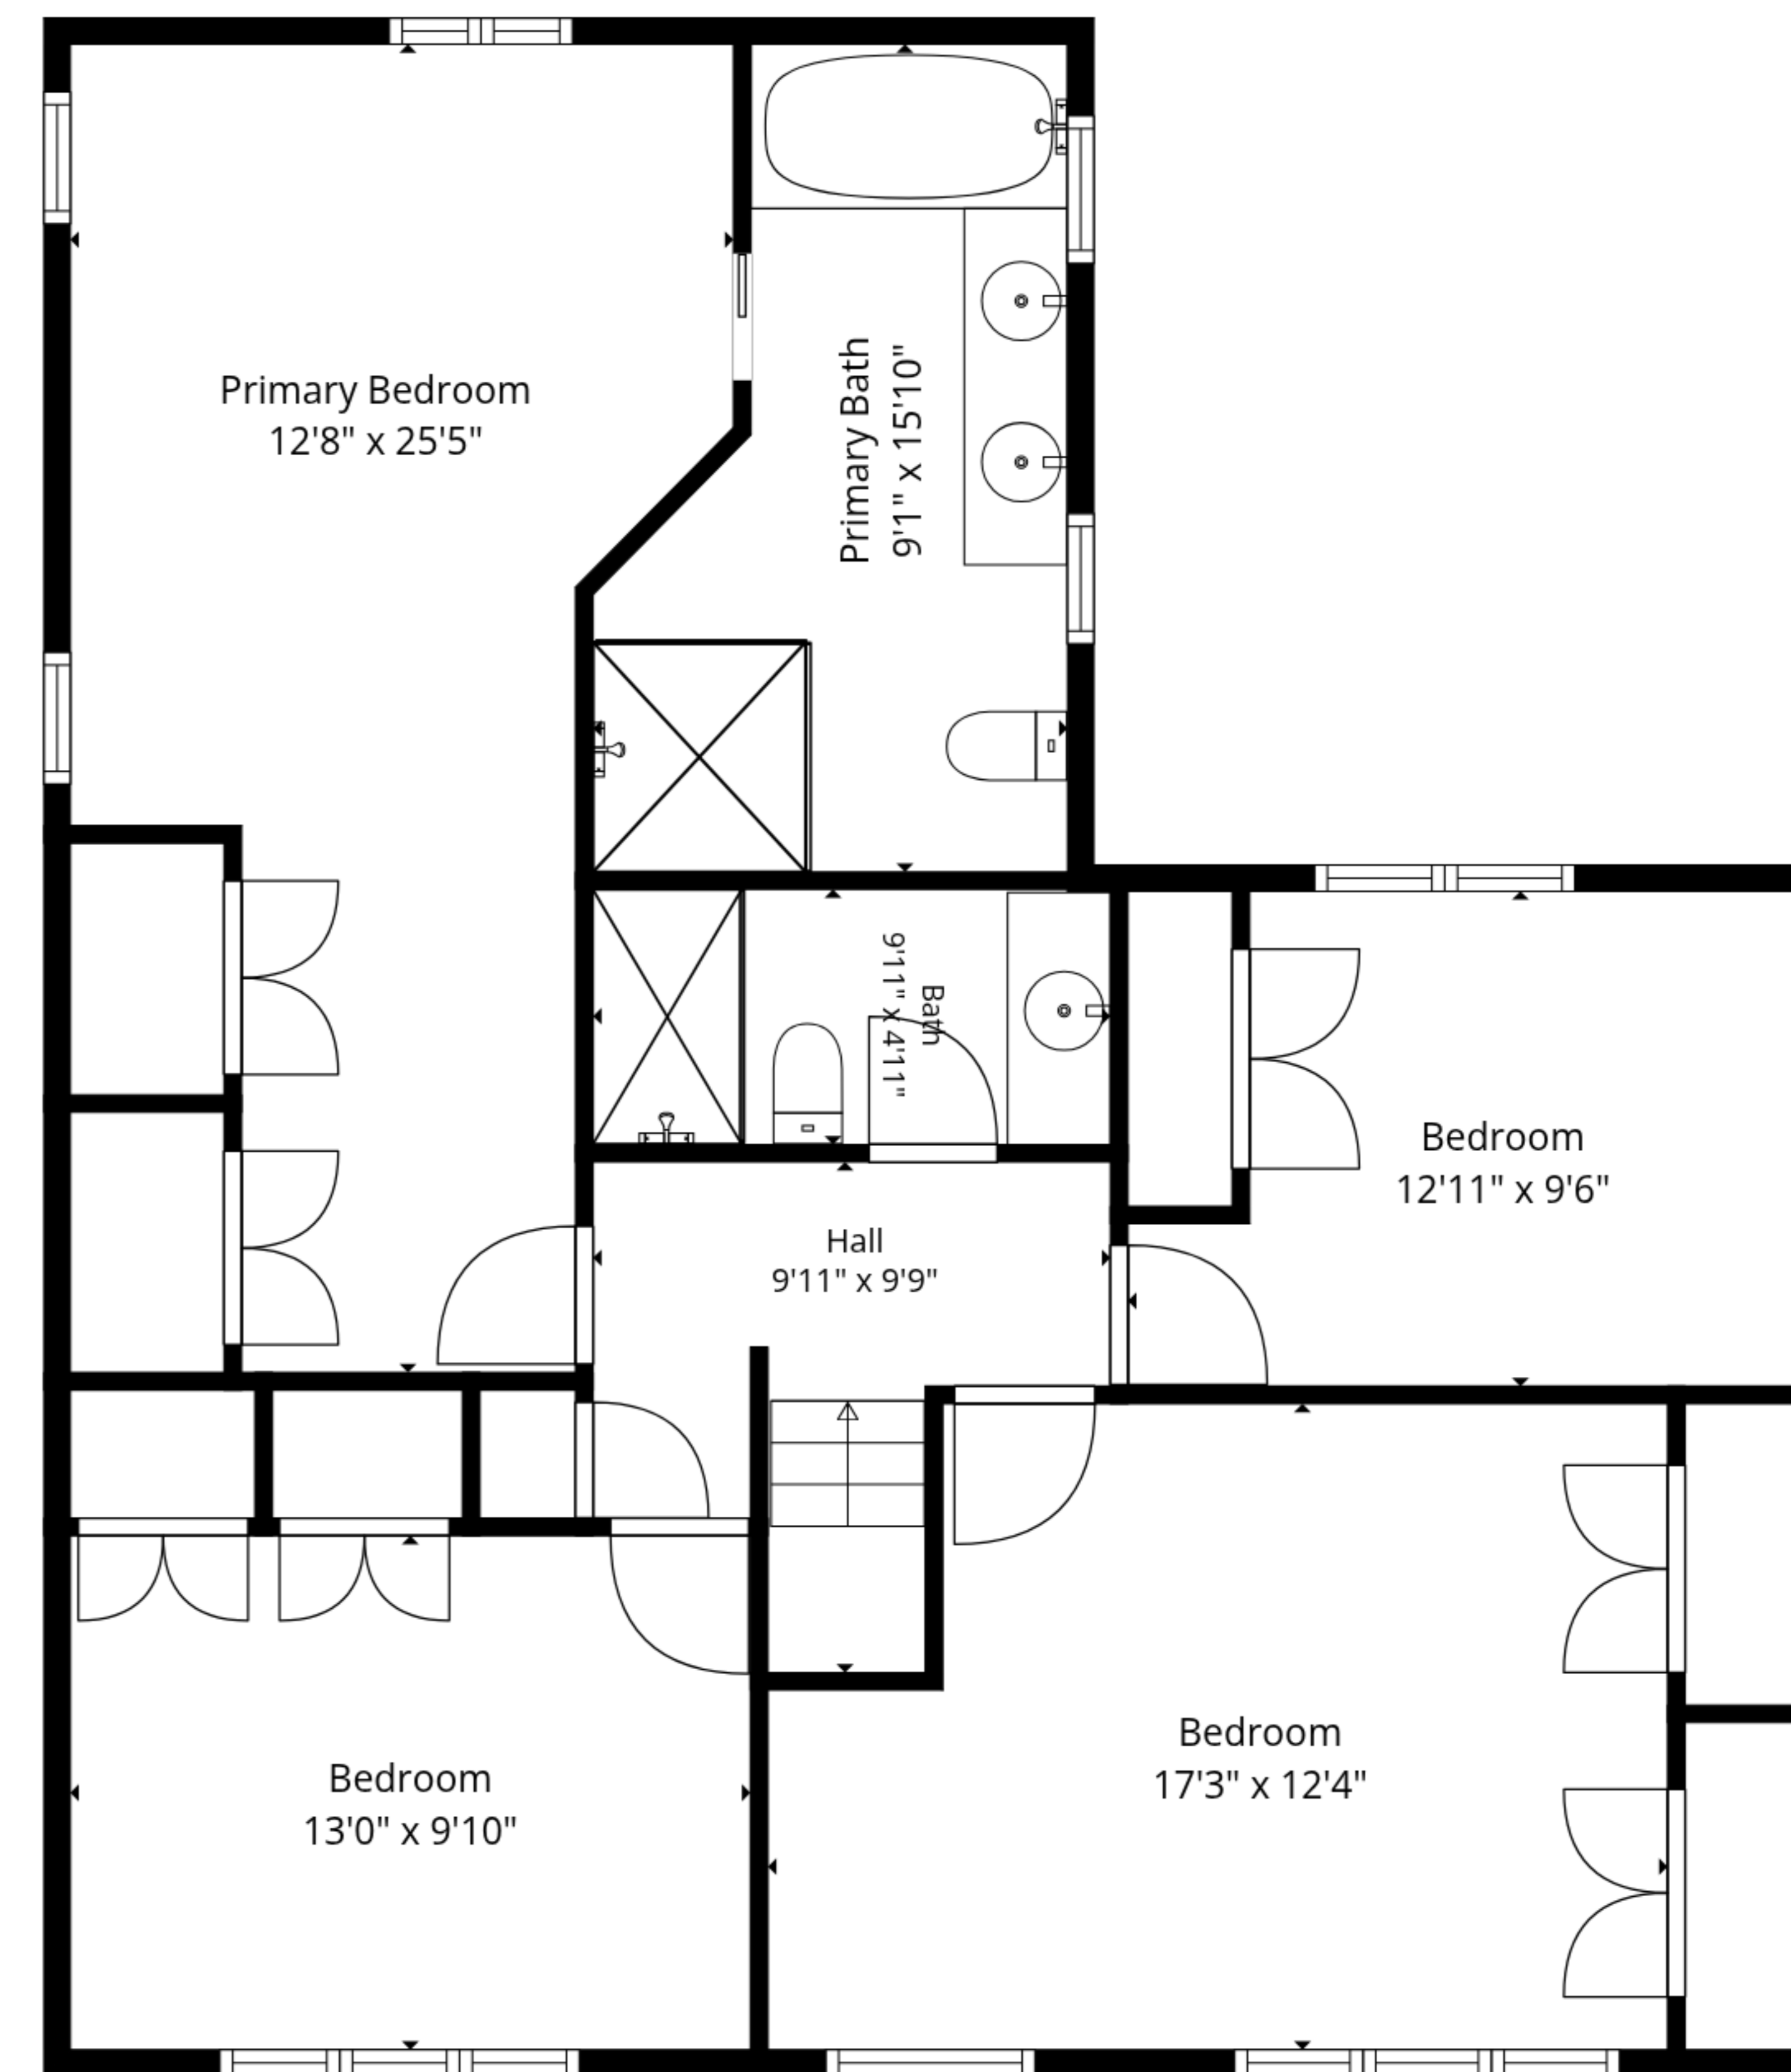 Primary Bedroom
12'8" x 25'5"
Primary Bath
9'1" x 15'10"
Bath
9'11" x 4'11"
Bedroom
12'11" x 9'6"
Hall
9'11" x 9'9"
Bedroom
13'0" x 9'10"
Bedroom
17'3" x 12'4"